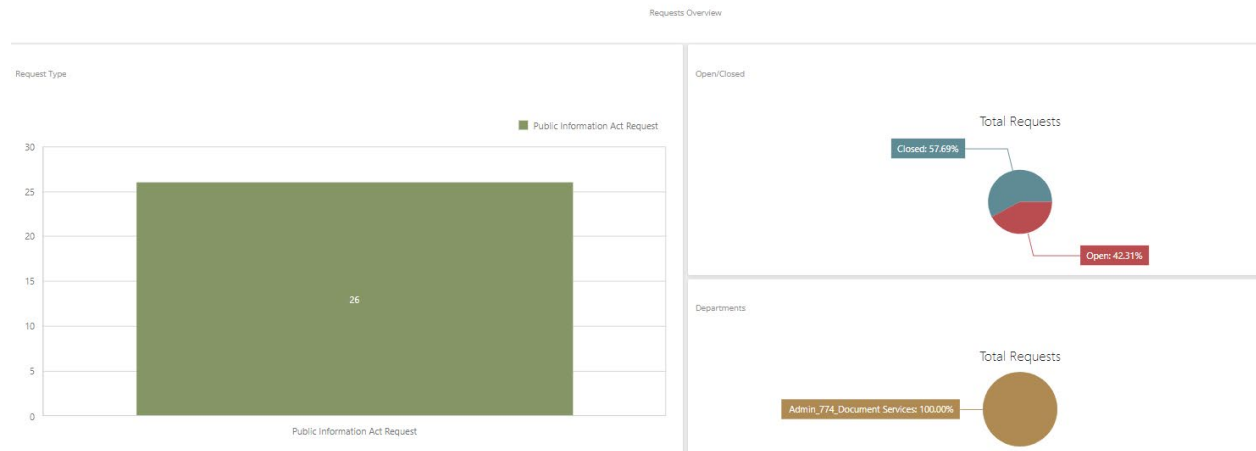 Requests Overview
Request Type
Public Information Act Request
30
25
20
15
10
5
0
26
Public Information Act Request
Open/Closed
Total Requests
Closed: 57.69%
Open: 42.31%
Departments
Total Requests
Admin_774_Document Services: 100.00%